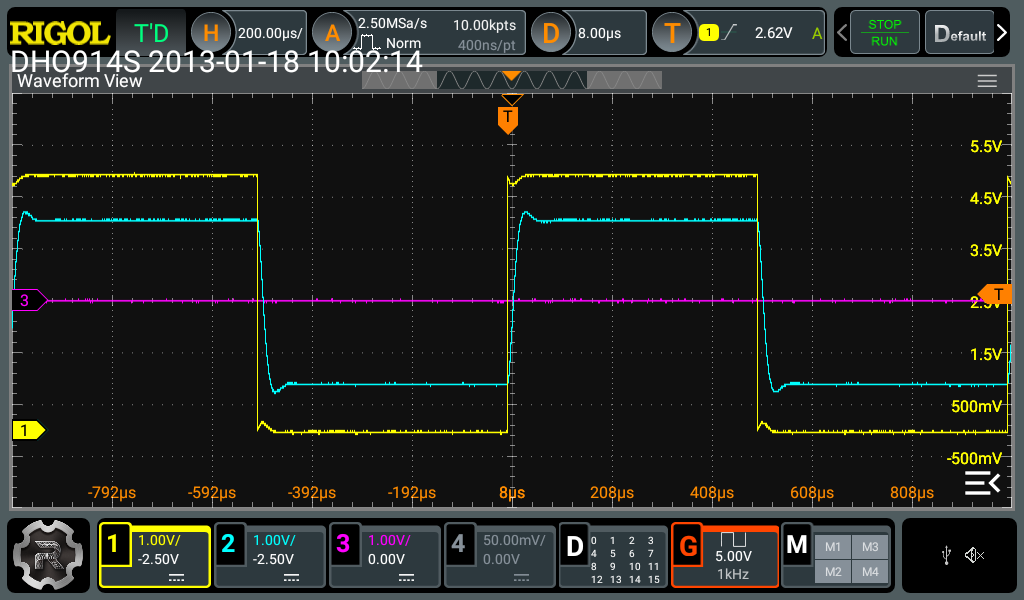 RIGOL T'D H 200.00µs/ A 2.50MSa/s Norm 10.00kpts 400ns/pt D 8.00µs T 1 2.62V A STOP RUN Default
DHO914S 2013-01-18 10:02:14
Waveform View
T
5.5V
4.5V
3.5V
3
T
2.5V
1.5V
500mV
1
-500mV
-792µs -592µs -392µs -192µs 8µs 208µs 408µs 608µs 808µs
R
1 1.00V/ -2.50V
2 1.00V/ -2.50V
3 1.00V/ 0.00V
4 50.00mV/ 0.00V
D 0 1 2 3
4 5 6 7
8 9 10 11
12 13 14 15
G 5.00V 1kHz
M M1 M3
M2 M4